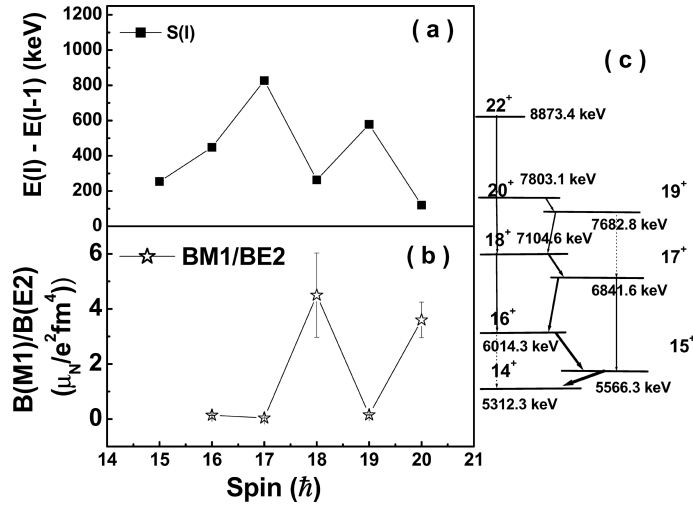 1200
1000
800
600
400
200
0
E(I) - E(I-1) (keV)
S(I)
( a )
6
4
2
0
B(M1)/B(E2)
(μN/e²fm⁴))
BM1/BE2
( b )
14 15 16 17 18 19 20 21
Spin (ℏ)
( c )
22⁺
8873.4 keV
20⁺
7803.1 keV
19⁺
7682.8 keV
18⁺
7104.6 keV
17⁺
6841.6 keV
16⁺
6014.3 keV
15⁺
5566.3 keV
14⁺
5312.3 keV